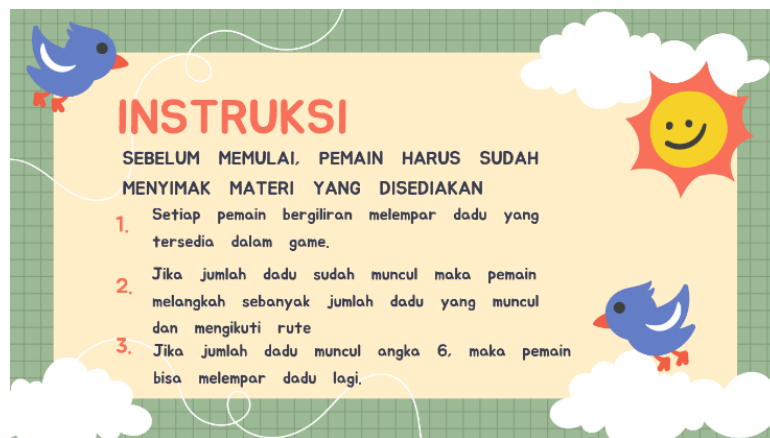 INSTRUKSI
SEBELUM MEMULAI, PEMAIN HARUS SUDAH
MENYIMAK MATERI YANG DISEDIAKAN
1. Setiap pemain bergiliran melempar dadu yang
tersedia dalam game.
2. Jika jumlah dadu sudah muncul maka pemain
melangkah sebanyak jumlah dadu yang muncul
dan mengikuti rute
3. Jika jumlah dadu muncul angka 6, maka pemain
bisa melempar dadu lagi.